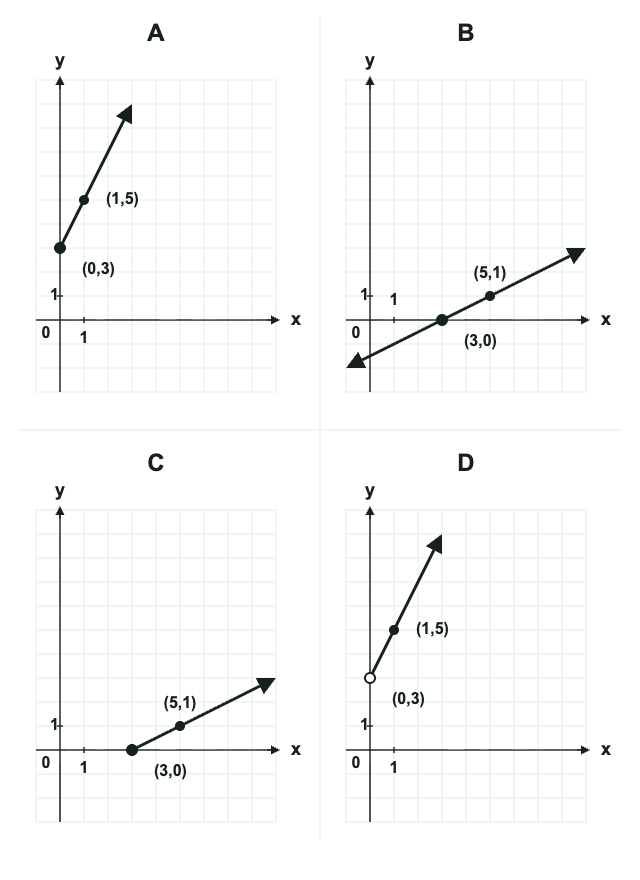 A
B
y
y
(1,5)
(0,3)
(5,1)
1
1
1
x
x
0
1
0
(3,0)
C
D
y
y
(1,5)
(5,1)
(0,3)
1
1
x
x
0
1
0
1
(3,0)